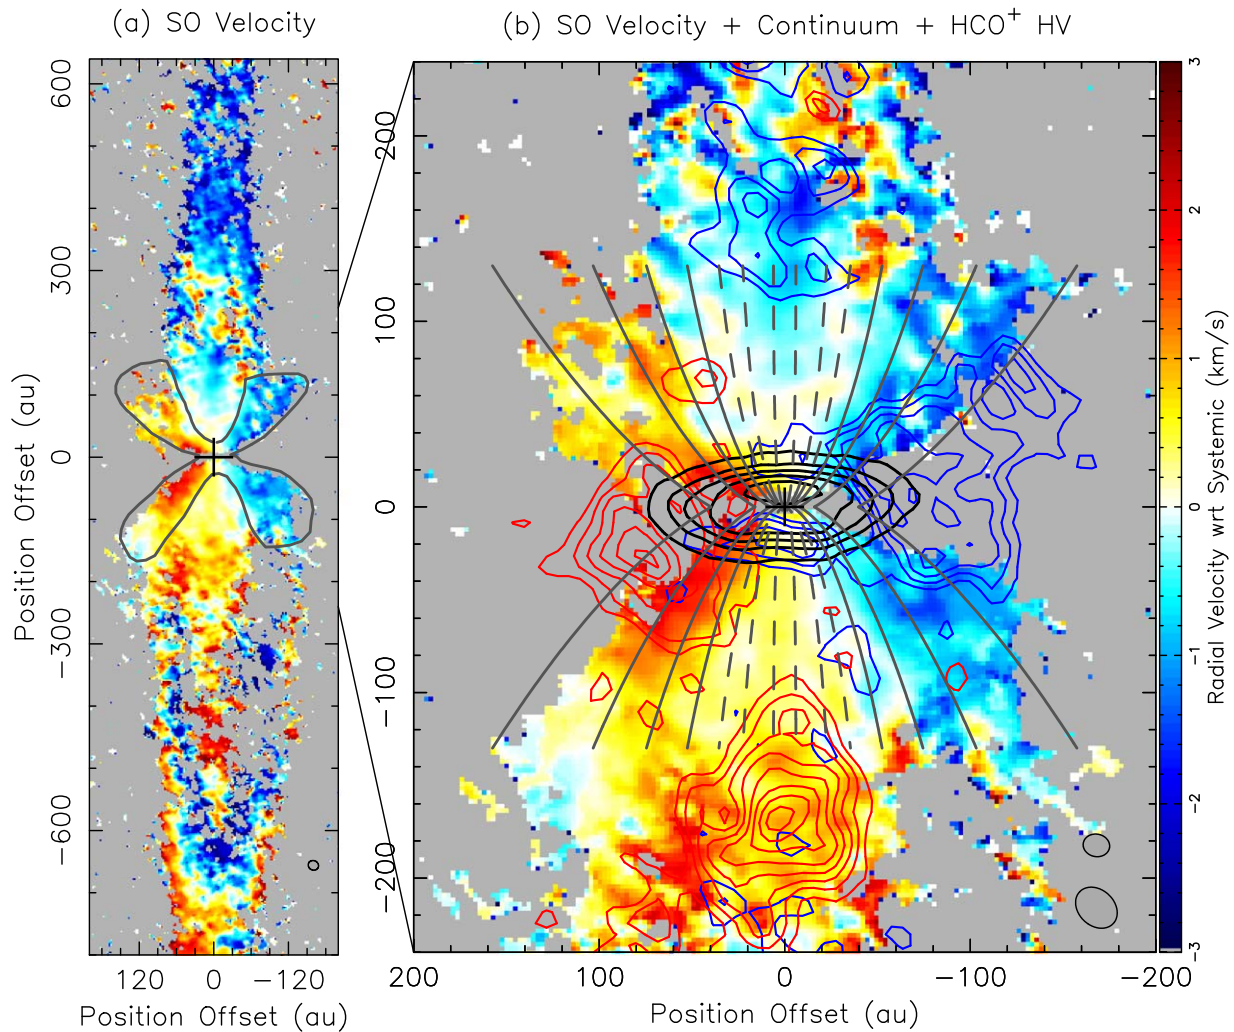 (a) SO Velocity
(b) SO Velocity + Continuum + HCO+ HV
600
300
0
−300
−600
Position Offset (au)
120 0 −120
Position Offset (au)
200
100
0
−100
−200
200 100 0 −100 −200
Position Offset (au)
3
2
1
0
−1
−2
−3
Radial Velocity wrt Systemic (km/s)